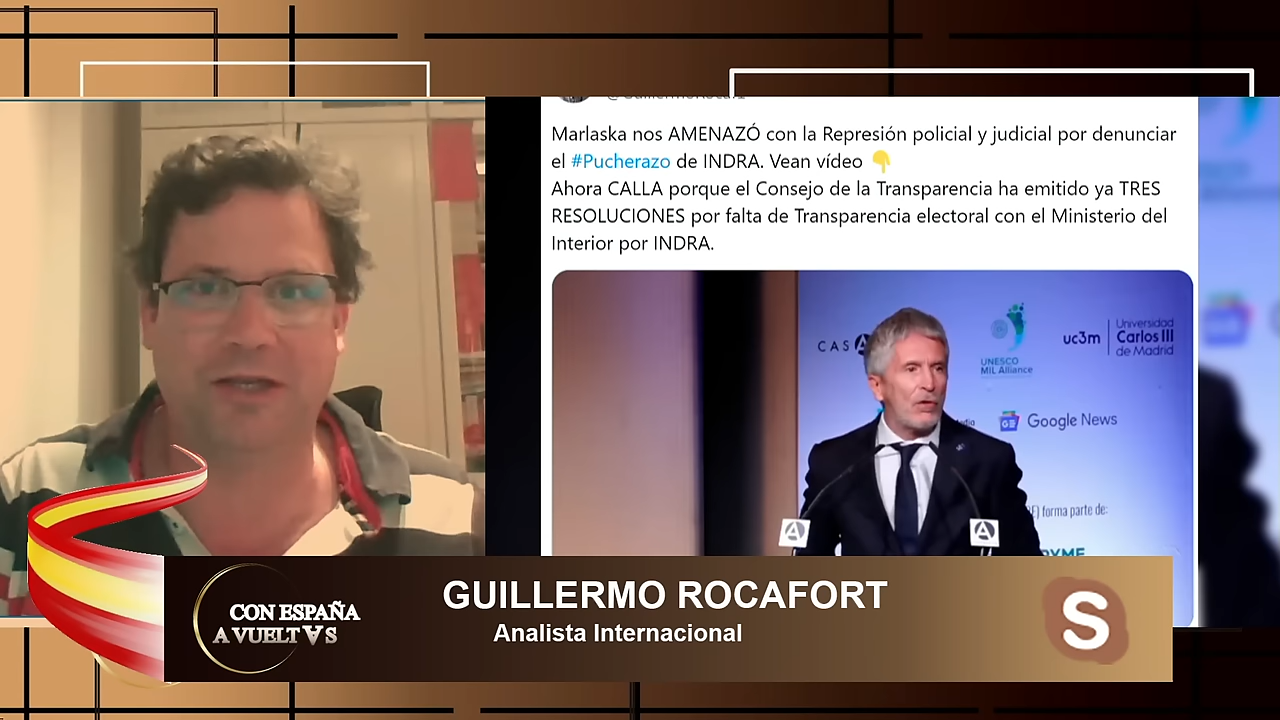 Marlaska nos AMENAZÓ con la Represión policial y judicial por denunciar
el #Pucherazo de INDRA. Vean vídeo
Ahora CALLA porque el Consejo de la Transparencia ha emitido ya TRES
RESOLUCIONES por falta de Transparencia electoral con el Ministerio del
Interior por INDRA.
CAS
UNESCO
MIL Alliance
uc3m
Universidad
Carlos III
de Madrid
Google News
forma parte de:
CON ESPAÑA
A VUELTAS
GUILLERMO ROCAFORT
Analista Internacional
S